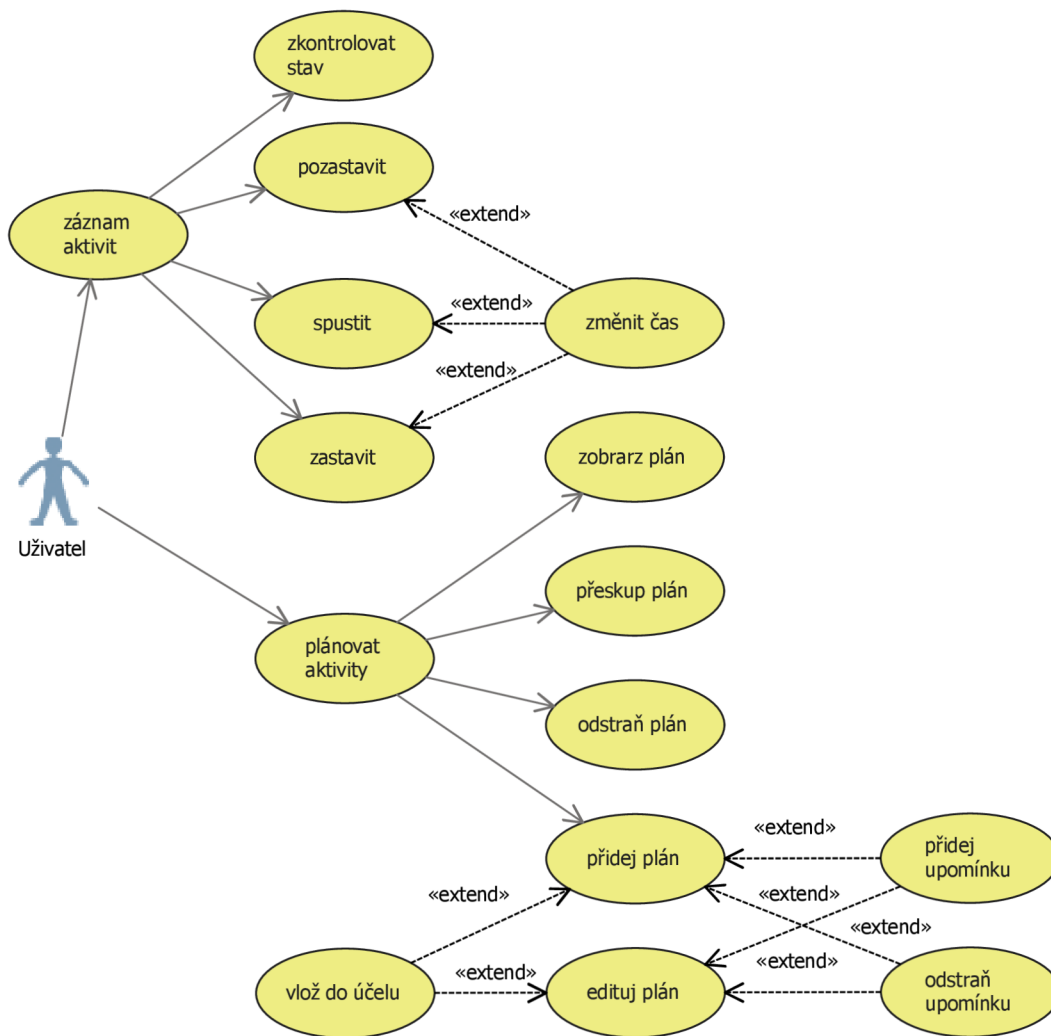 zkontrolovat
stav
pozastavit
«extend»
záznam
aktivit
«extend»
spustit
změnit čas
«extend»
zastavit
zobrarz plán
Uživatel
přeskup plán
plánovat
aktivity
odstraň plán
«extend»
přidej plán
přidej
upomínku
«extend»
«extend»
«extend»
«extend»
«extend»
vlož do účelu
edituj plán
odstraň
upomínku